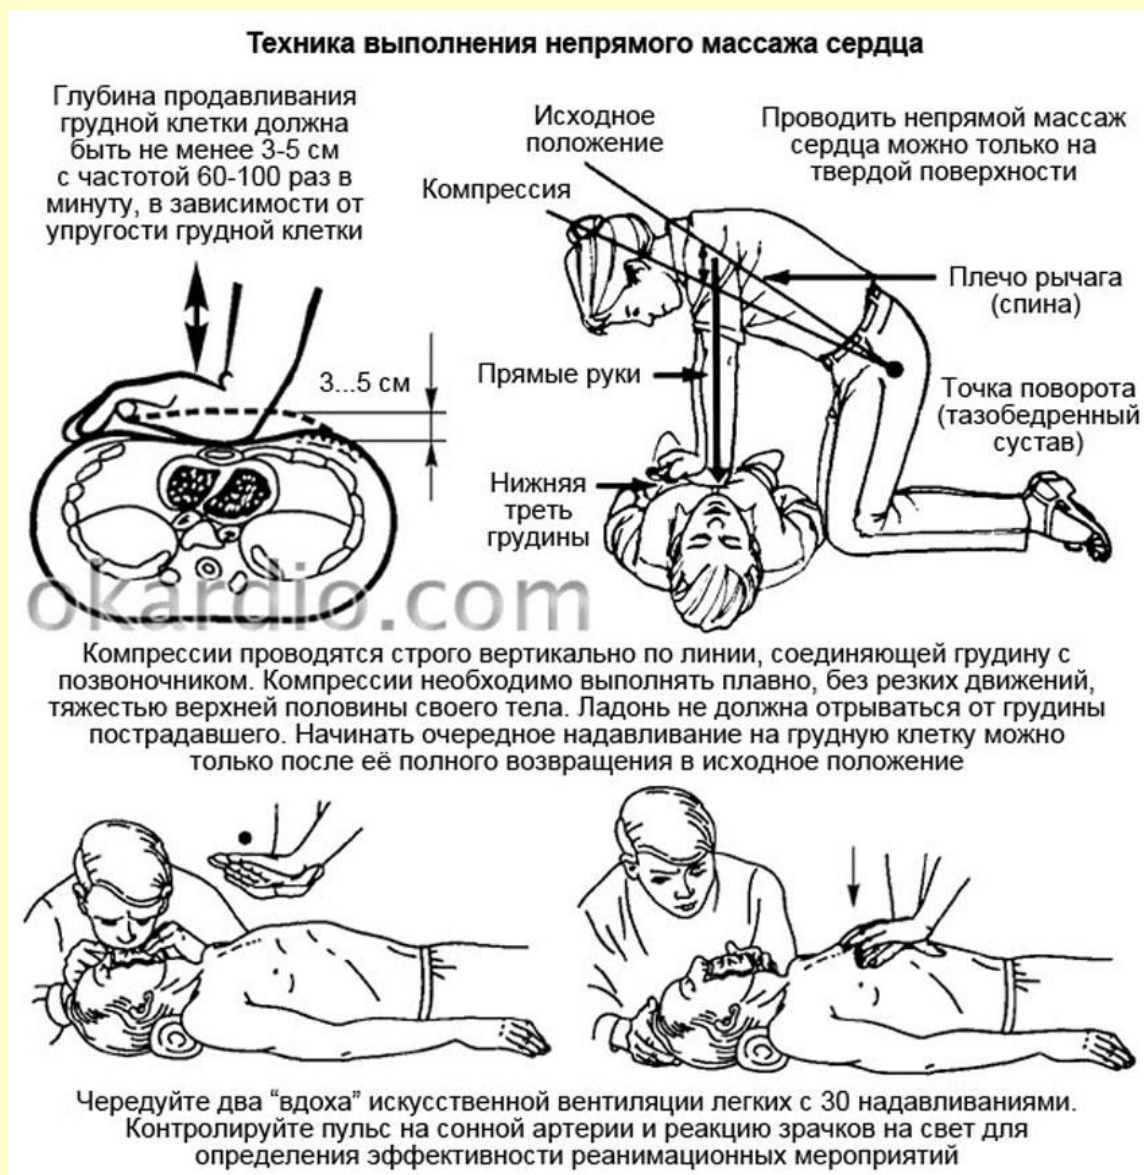 Техника выполнения непрямого массажа сердца
Глубина продавливания
грудной клетки должна
быть не менее 3-5 см
с частотой 60-100 раз в
минуту, в зависимости от
упругости грудной клетки
Исходное
положение
Компрессия
Проводить непрямой массаж
сердца можно только на
твердой поверхности
Плечо рычага
(спина)
3...5 см
Прямые руки
Точка поворота
(тазобедренный
сустав)
Нижняя
треть
грудины
okardio.com
Компрессии проводятся строго вертикально по линии, соединяющей грудину с
позвоночником. Компрессии необходимо выполнять плавно, без резких движений,
тяжестью верхней половины своего тела. Ладонь не должна отрываться от грудины
пострадавшего. Начинать очередное надавливание на грудную клетку можно
только после её полного возвращения в исходное положение
Чередуйте два “вдоха” искусственной вентиляции легких с 30 надавливаниями.
Контролируйте пульс на сонной артерии и реакцию зрачков на свет для
определения эффективности реанимационных мероприятий